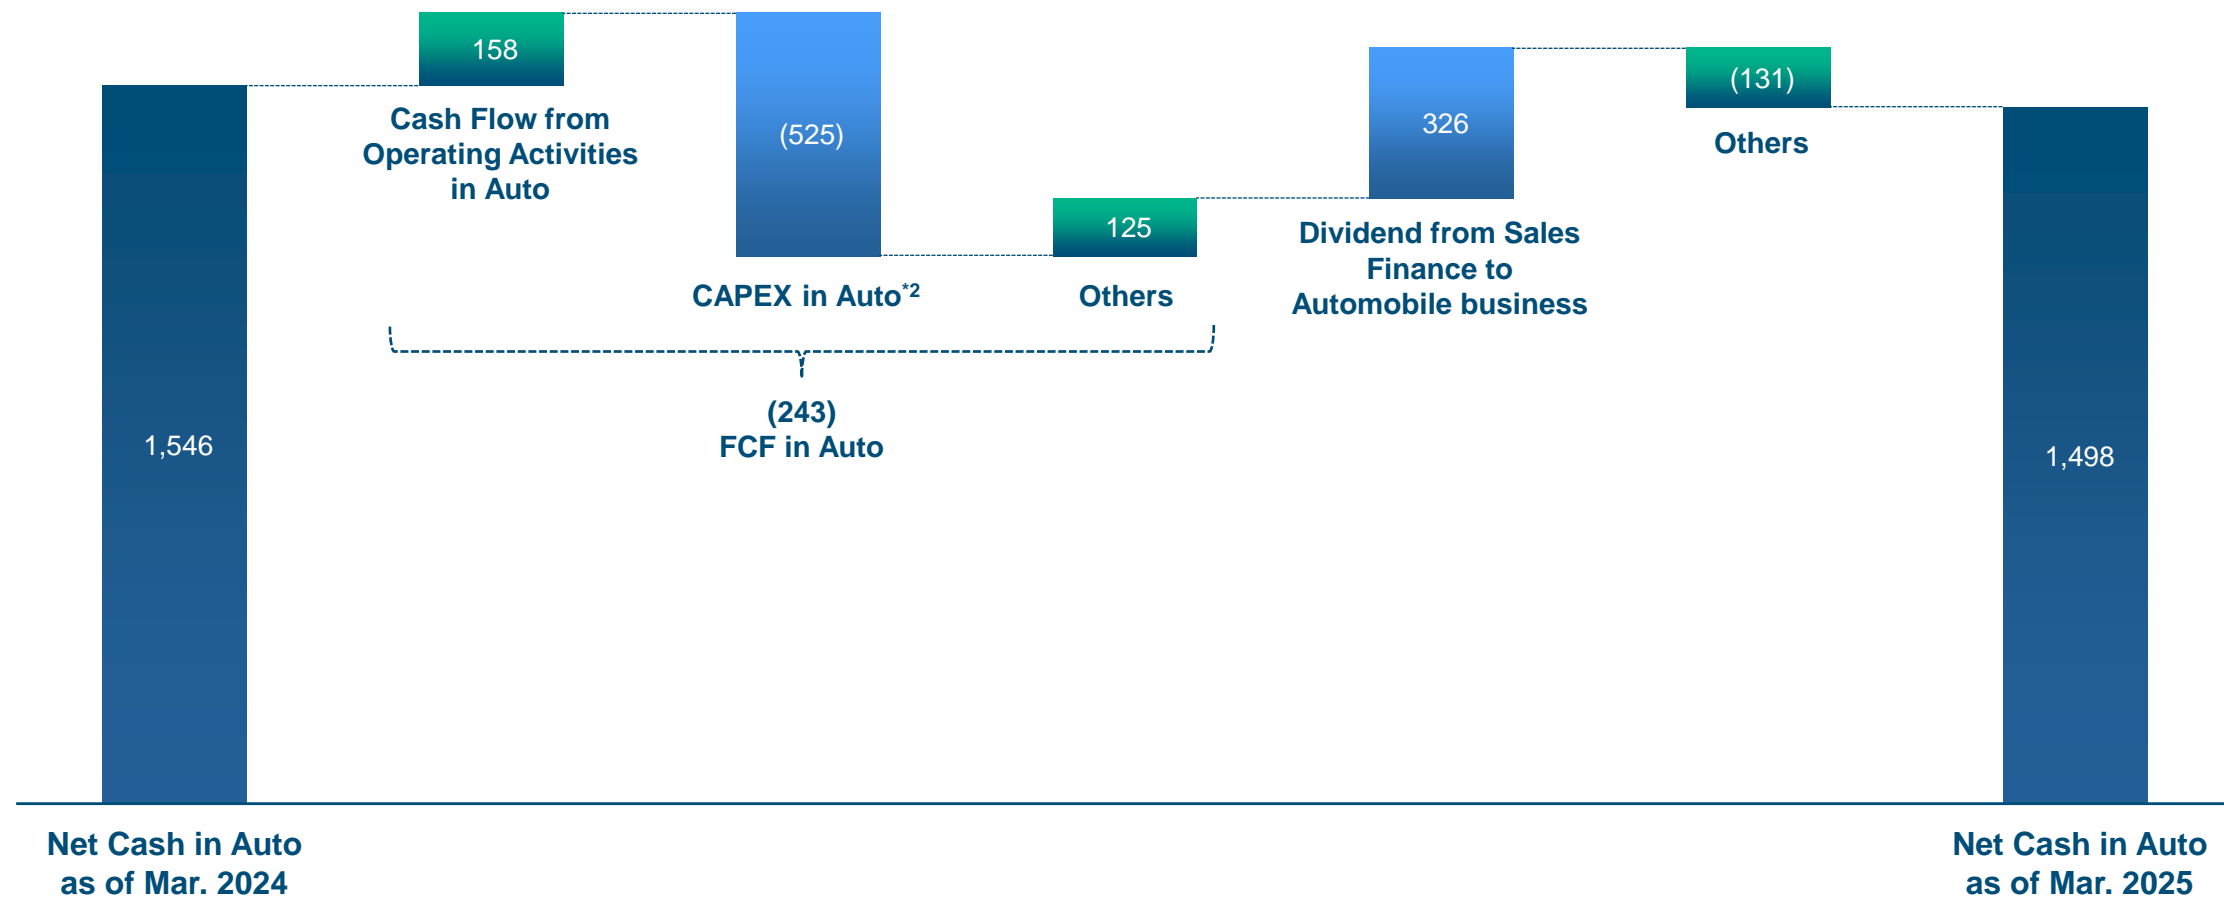 158
Cash Flow from
Operating Activities
in Auto
(525)
CAPEX in Auto*2
125
Others
326
Dividend from Sales
Finance to
Automobile business
(131)
Others
(243)
FCF in Auto
1,546
1,498
Net Cash in Auto
as of Mar. 2024
Net Cash in Auto
as of Mar. 2025